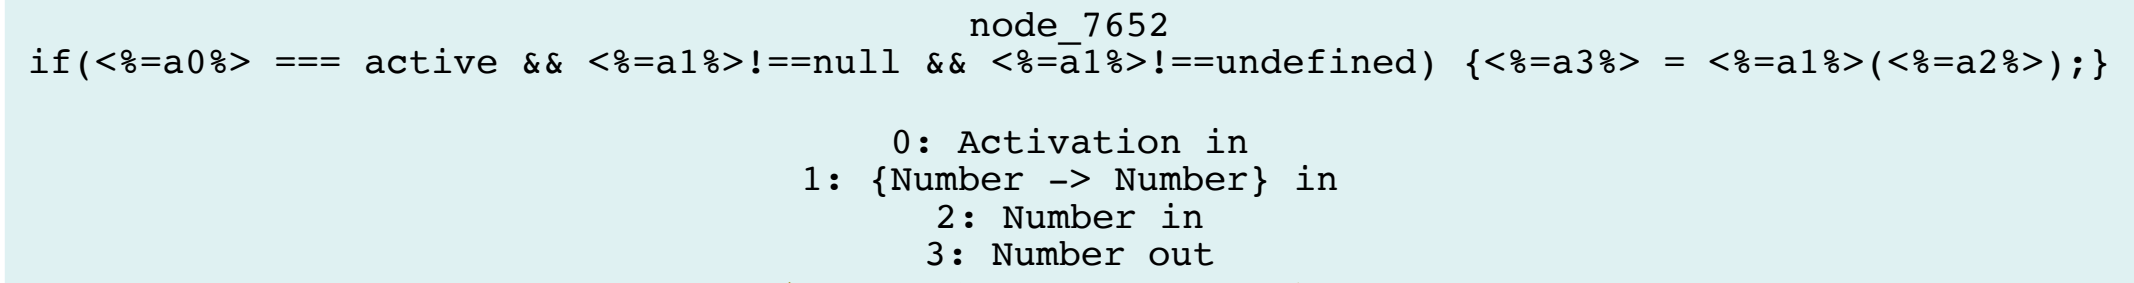 node_7652
if(<%=a0%> === active && <%=a1%>!==null && <%=a1%>!==undefined) {<%=a3%> = <%=a1%>(<%=a2%>);}
0: Activation in
1: {Number -> Number} in
2: Number in
3: Number out